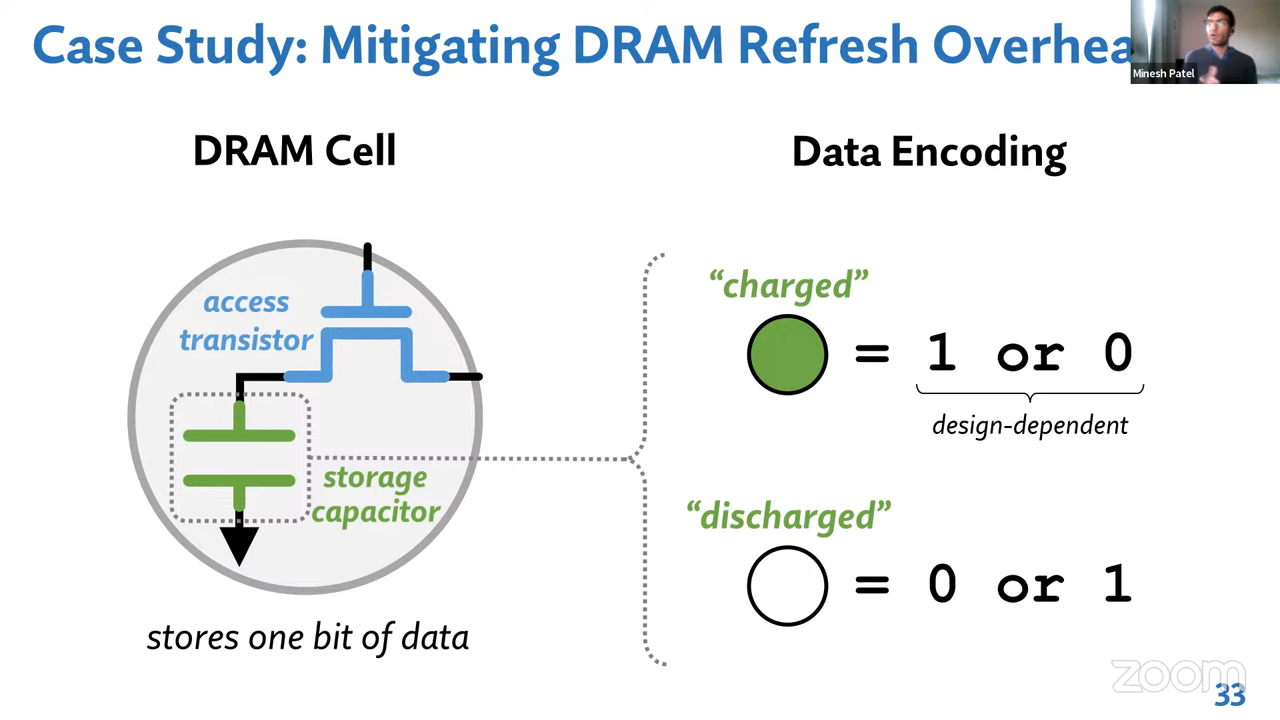 Case Study: Mitigating DRAM Refresh Overhea
Minesh Patel
DRAM Cell
Data Encoding
access
transistor
storage
capacitor
stores one bit of data
“charged”
= 1 or 0
design-dependent
“discharged”
= 0 or 1
zoom
33